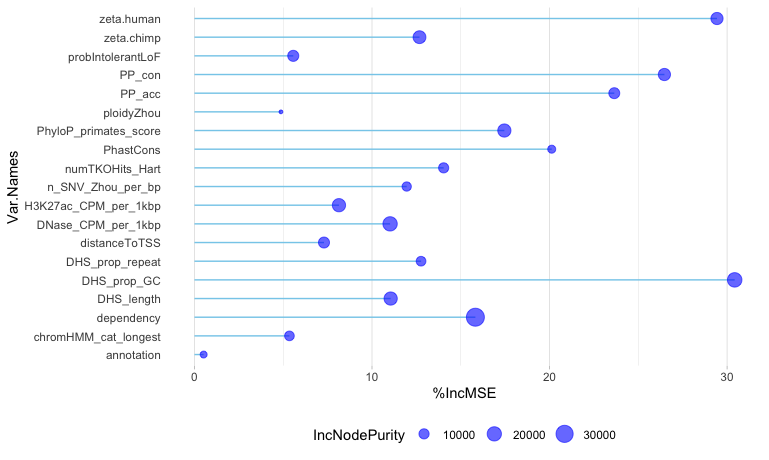 zeta.human
zeta.chimp
probIntolerantLoF
PP_con
PP_acc
ploidyZhou
PhyloP_primates_score
PhastCons
numTKOHits_Hart
n_SNV_Zhou_per_bp
H3K27ac_CPM_per_1kbp
DNase_CPM_per_1kbp
distanceToTSS
DHS_prop_repeat
DHS_prop_GC
DHS_length
dependency
chromHMM_cat_longest
annotation
Var.Names
0 10 20 30
%IncMSE
IncNodePurity 10000 20000 30000